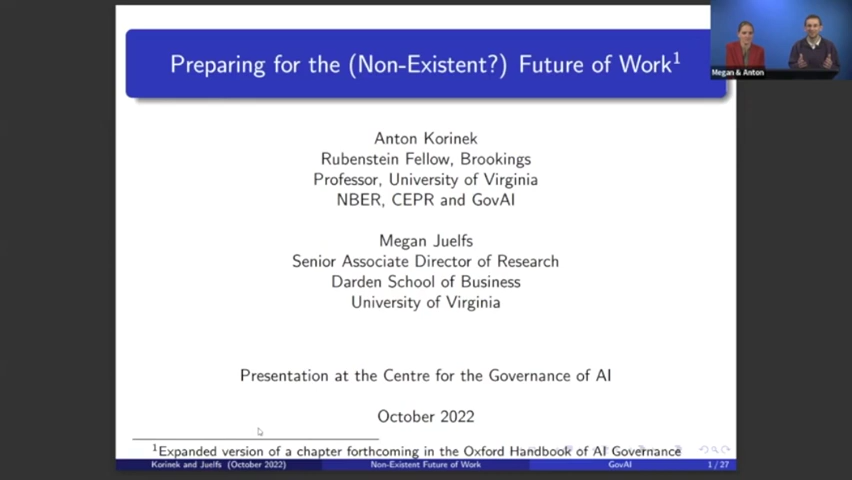 Preparing for the (Non-Existent?) Future of Work¹
Megan & Anton
Anton Korinek
Rubenstein Fellow, Brookings
Professor, University of Virginia
NBER, CEPR and GovAI
Megan Juelfs
Senior Associate Director of Research
Darden School of Business
University of Virginia
Presentation at the Centre for the Governance of AI
October 2022
¹Expanded version of a chapter forthcoming in the Oxford Handbook of AI Governance
Korinek and Juelfs (October 2022) Non-Existent Future of Work GovAI 1 / 27